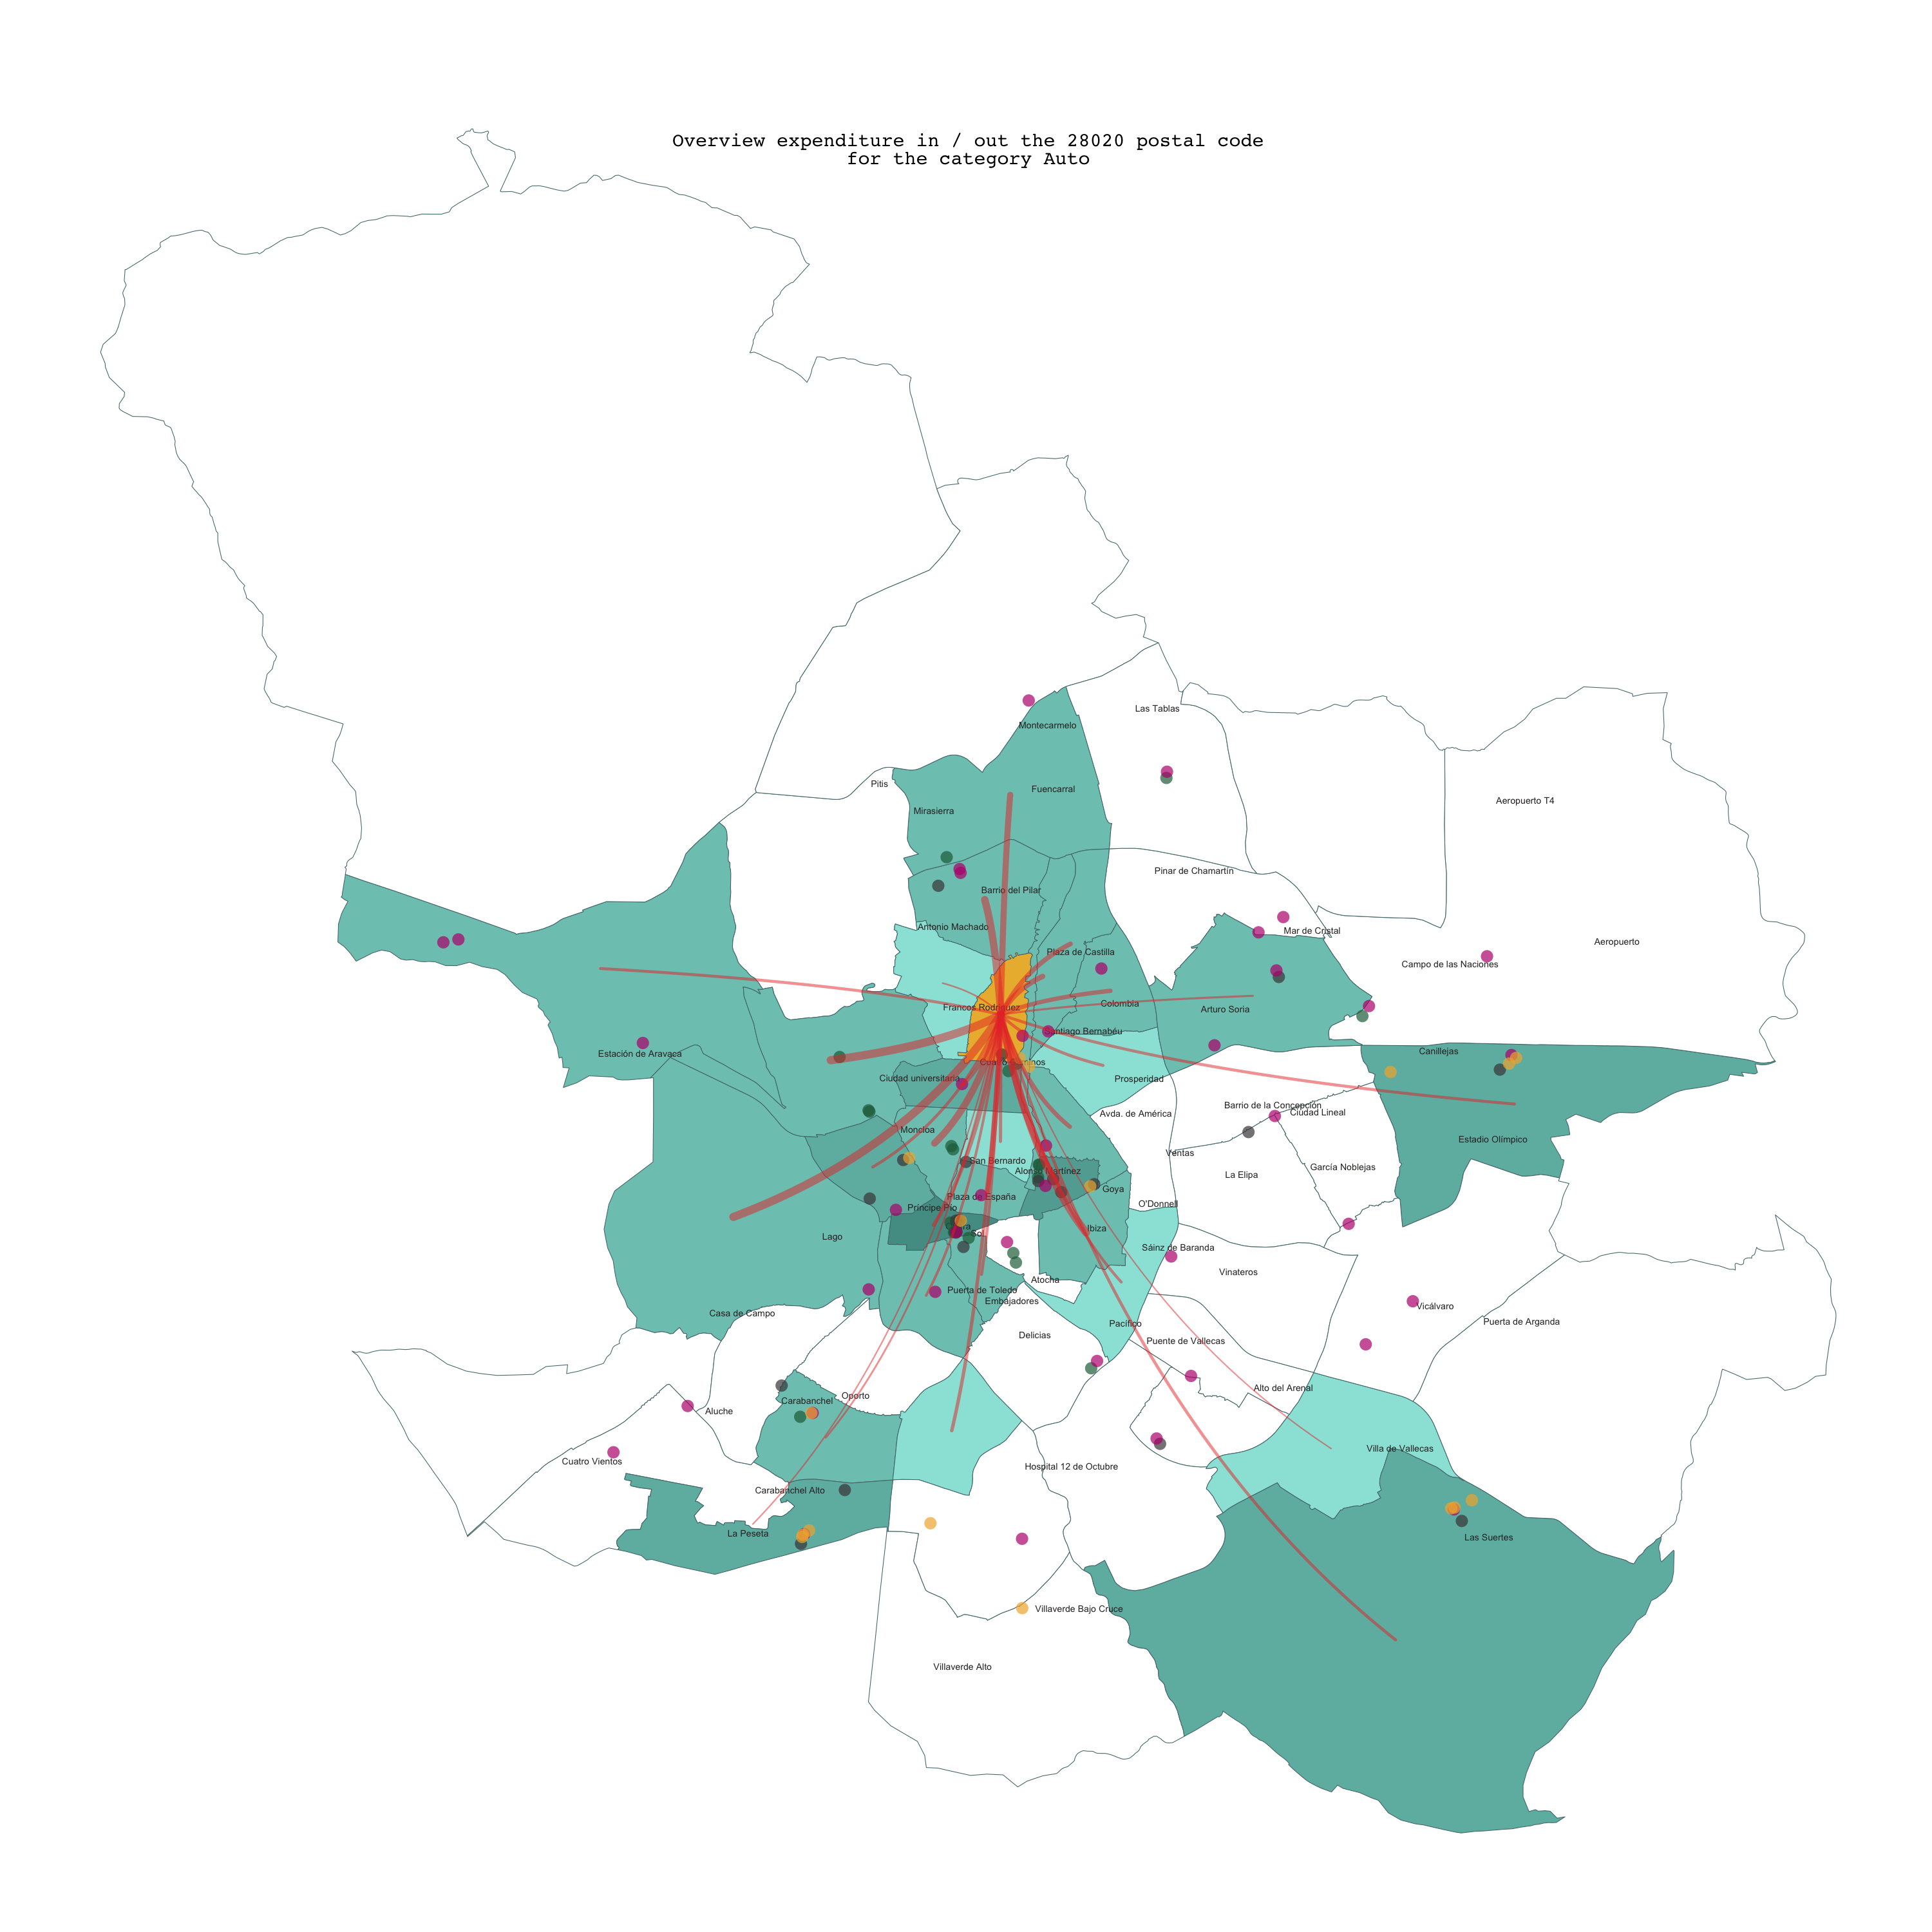 Overview expenditure in / out the 28020 postal code
for the category Auto
Las Tablas
Montecarmelo
Pitis
Fuencarral
Aeropuerto T4
Mirasierra
Pinar de Chamartín
Barrio del Pilar
Antonio Machado
Mar de Cristal
Aeropuerto
Plaza de Castilla
Campo de las Naciones
Francos Rodríguez
Colombia
Arturo Soria
Santiago Bernabéu
Estación de Aravaca
Canillejas
Ciudad universitaria
Prosperidad
Barrio de la Concepción
Avda. de América
Ciudad Lineal
Moncloa
Estadio Olímpico
Ventas
San Bernardo
García Noblejas
Alonso Martínez
La Elipa
Goya
Plaza de España
O'Donnell
Príncipe Pío
Ibiza
Lago
Sáinz de Baranda
Vinateros
Atocha
Puerta de Toledo
Embajadores
Casa de Campo
Vicálvaro
Pacífico
Puerta de Arganda
Delicias
Puente de Vallecas
Alto del Arenal
Oporto
Carabanchel
Aluche
Villa de Vallecas
Cuatro Vientos
Hospital 12 de Octubre
Carabanchel Alto
La Peseta
Las Suertes
Villaverde Bajo Cruce
Villaverde Alto